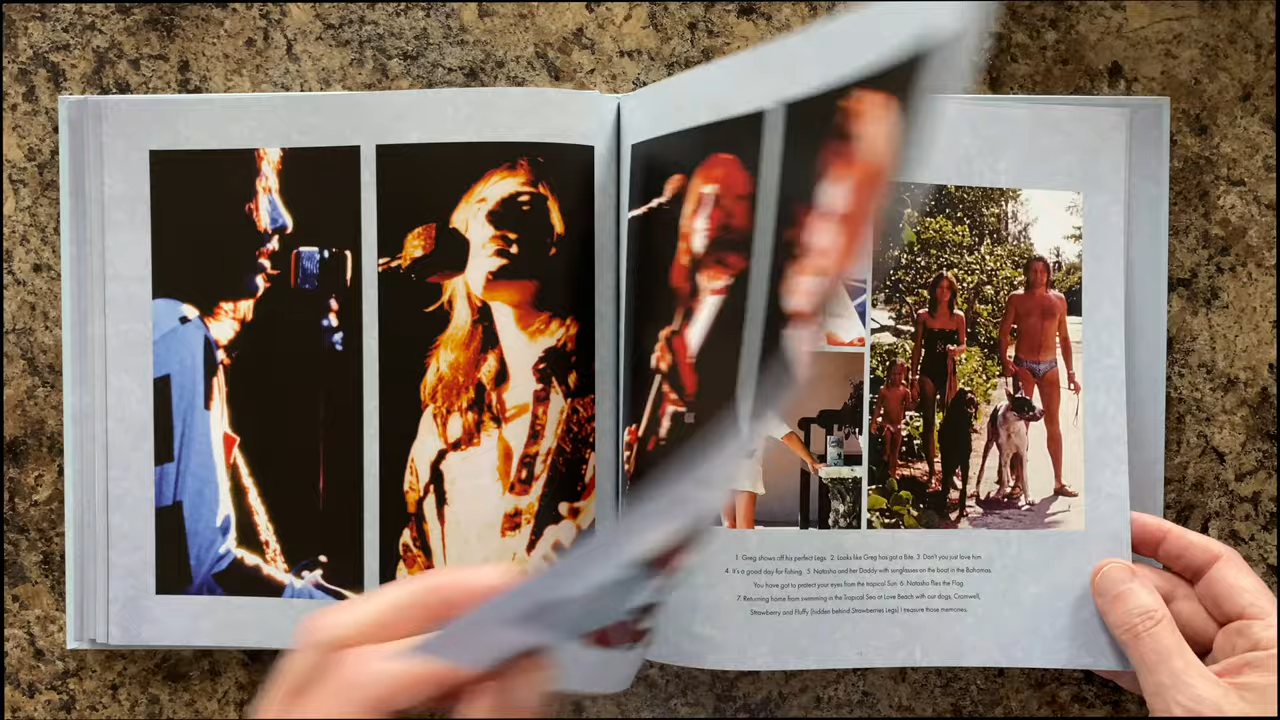 1. Greg shows off his perfect Legs. 2. Looks like Greg has got a Bite. 3. Don't you just love him.
4. It's a good day for fishing. 5. Natasha and her Daddy with sunglasses on the boat in the Bahamas.
You have got to protect your eyes from the tropical Sun. 6. Natasha flies the Flag.
7. Returning home from swimming in the Tropical Sea at Love Beach with our dogs, Cromwell,
Strawberry and Fluffy (hidden behind Strawberries Legs) I treasure those memories.